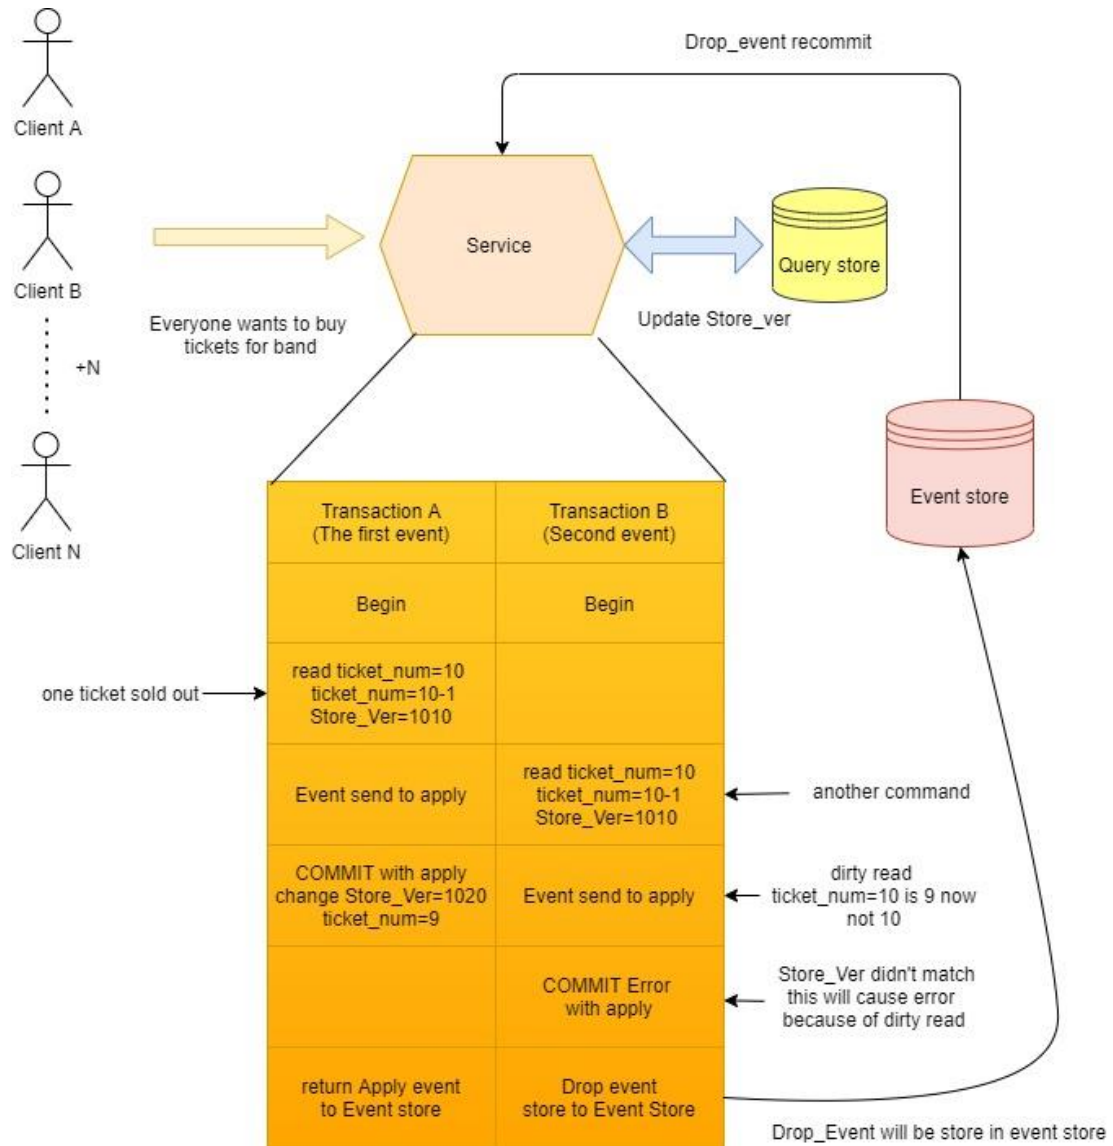 Drop_event recommit
Client A
Client B
+N
Client N
Everyone wants to buy
tickets for band
Service
Update Store_ver
Query store
Event store
Transaction A
(The first event)
Transaction B
(Second event)
Begin
Begin
one ticket sold out
read ticket_num=10
ticket_num=10-1
Store_Ver=1010
Event send to apply
read ticket_num=10
ticket_num=10-1
Store_Ver=1010
another command
COMMIT with apply
change Store_Ver=1020
ticket_num=9
Event send to apply
dirty read
ticket_num=10 is 9 now
not 10
COMMIT Error
with apply
Store_Ver didn't match
this will cause error
because of dirty read
return Apply event
to Event store
Drop event
store to Event Store
Drop_Event will be store in event store